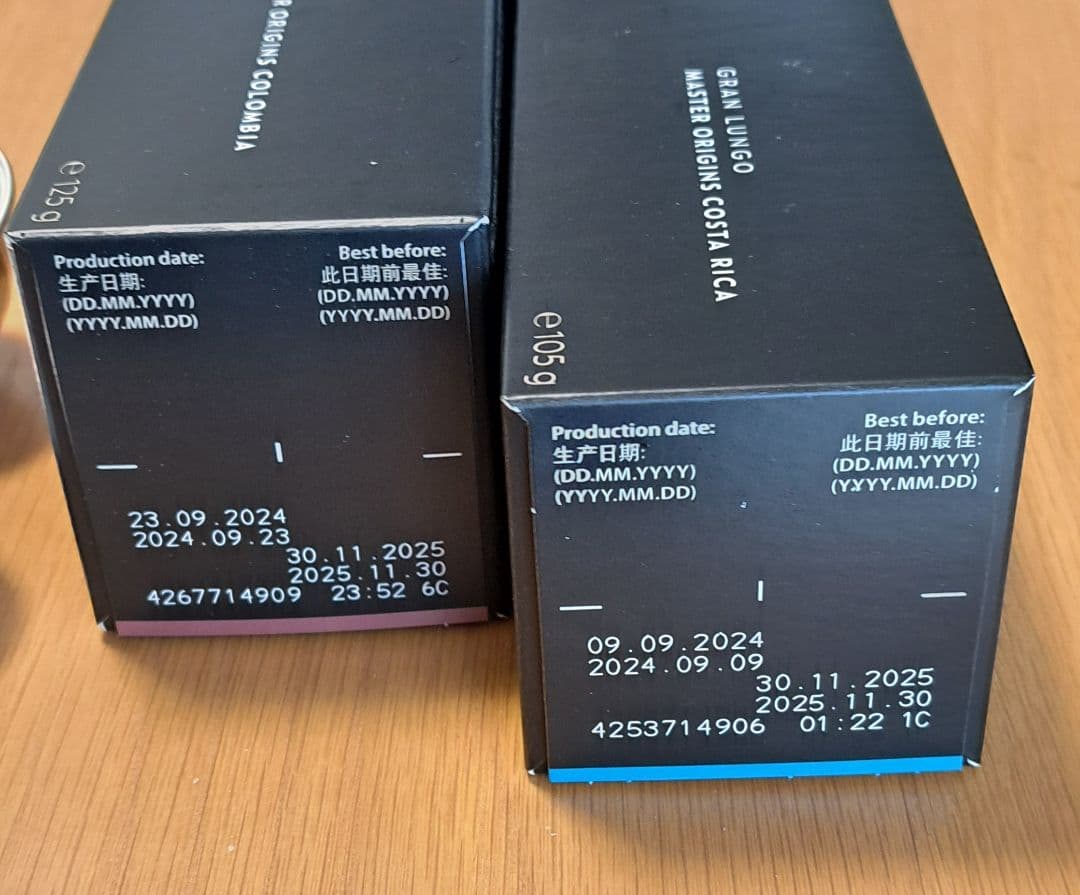 ORIGINS COLOMBIA
e 125 g
Production date:
生产日期:
(DD.MM.YYYY)
(YYYY.MM.DD)
Best before:
此日期前最佳:
(DD.MM.YYYY)
(YYYY.MM.DD)
23.09.2024
2024.09.23
30.11.2025
2025.11.30
4267714909 23:52 6C
GRAN LUNGO
MASTER ORIGINS COSTA RICA
e 105 g
Production date:
生产日期:
(DD.MM.YYYY)
(YYYY.MM.DD)
Best before:
此日期前最佳:
(DD.MM.YYYY)
(YYYY.MM.DD)
09.09.2024
2024.09.09
30.11.2025
2025.11.30
4253714906 01:22 1C